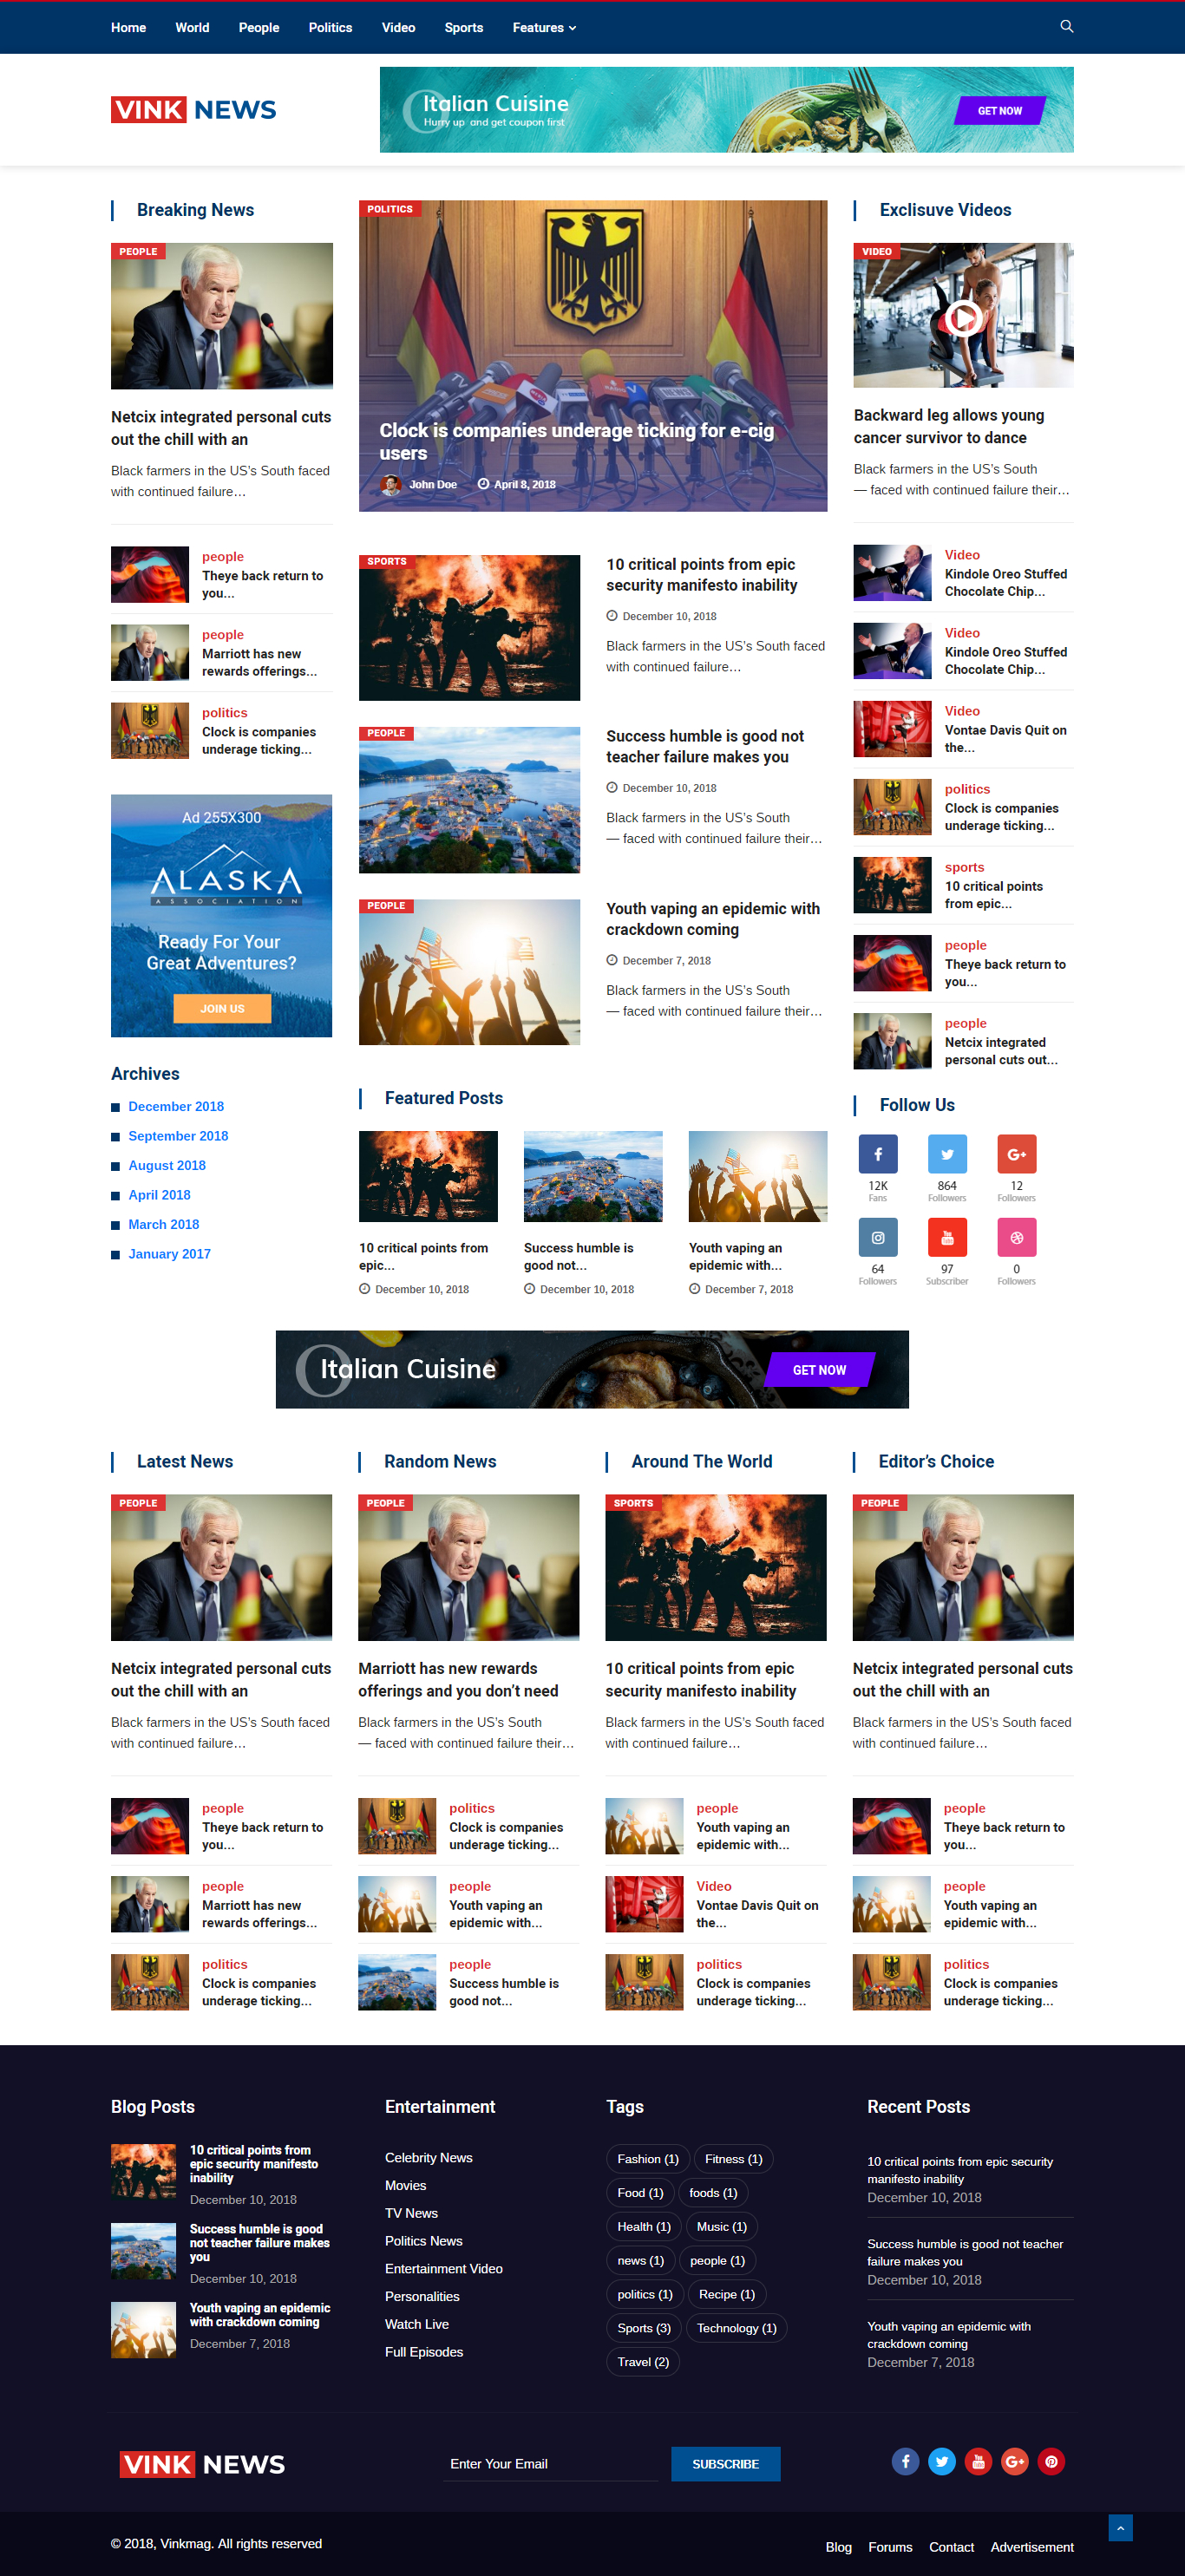 Home World People Politics Video Sports Features
VINK NEWS
Italian Cuisine
Hurry up and get coupon first
GET NOW
Breaking News
PEOPLE
Netcix integrated personal cuts
out the chill with an
Black farmers in the US's South faced
with continued failure…
people
Theye back return to
you...
people
Marriott has new
rewards offerings...
politics
Clock is companies
underage ticking...
Ad 255X300
ALASKA
ASSOCIATION
Ready For Your
Great Adventures?
JOIN US
Archives
December 2018
September 2018
August 2018
April 2018
March 2018
January 2017
POLITICS
Clock is companies underage ticking for e-cig
users
John Doe April 8, 2018
SPORTS
10 critical points from epic
security manifesto inability
December 10, 2018
Black farmers in the US's South faced
with continued failure…
PEOPLE
Success humble is good not
teacher failure makes you
December 10, 2018
Black farmers in the US's South
— faced with continued failure their…
PEOPLE
Youth vaping an epidemic with
crackdown coming
December 7, 2018
Black farmers in the US's South
— faced with continued failure their…
Featured Posts
10 critical points from
epic...
December 10, 2018
Success humble is
good not...
December 10, 2018
Youth vaping an
epidemic with...
December 7, 2018
Exclisuve Videos
VIDEO
Backward leg allows young
cancer survivor to dance
Black farmers in the US's South
— faced with continued failure their…
Video
Kindole Oreo Stuffed
Chocolate Chip...
Video
Kindole Oreo Stuffed
Chocolate Chip...
Video
Vontae Davis Quit on
the...
politics
Clock is companies
underage ticking...
sports
10 critical points
from epic...
people
Theye back return to
you...
people
Netcix integrated
personal cuts out...
Follow Us
12K 864 12
Fans Followers Followers
64 97 0
Followers Subscriber Followers
Italian Cuisine
GET NOW
Latest News
PEOPLE
Netcix integrated personal cuts
out the chill with an
Black farmers in the US's South faced
with continued failure…
people
Theye back return to
you...
people
Marriott has new
rewards offerings...
politics
Clock is companies
underage ticking...
Random News
PEOPLE
Marriott has new rewards
offerings and you don't need
Black farmers in the US's South
— faced with continued failure their…
politics
Clock is companies
underage ticking...
people
Youth vaping an
epidemic with...
people
Success humble is
good not...
Around The World
SPORTS
10 critical points from epic
security manifesto inability
Black farmers in the US's South faced
with continued failure…
people
Youth vaping an
epidemic with...
Video
Vontae Davis Quit on
the...
politics
Clock is companies
underage ticking...
Editor's Choice
PEOPLE
Netcix integrated personal cuts
out the chill with an
Black farmers in the US's South faced
with continued failure…
people
Theye back return to
you...
people
Youth vaping an
epidemic with...
politics
Clock is companies
underage ticking...
Blog Posts
10 critical points from
epic security manifesto
inability
December 10, 2018
Success humble is good
not teacher failure makes
you
December 10, 2018
Youth vaping an epidemic
with crackdown coming
December 7, 2018
Entertainment
Celebrity News
Movies
TV News
Politics News
Entertainment Video
Personalities
Watch Live
Full Episodes
Tags
Fashion (1) Fitness (1)
Food (1) foods (1)
Health (1) Music (1)
news (1) people (1)
politics (1) Recipe (1)
Sports (3) Technology (1)
Travel (2)
Recent Posts
10 critical points from epic security
manifesto inability
December 10, 2018
Success humble is good not teacher
failure makes you
December 10, 2018
Youth vaping an epidemic with
crackdown coming
December 7, 2018
VINK NEWS
Enter Your Email
SUBSCRIBE
© 2018, Vinkmag. All rights reserved
Blog Forums Contact Advertisement